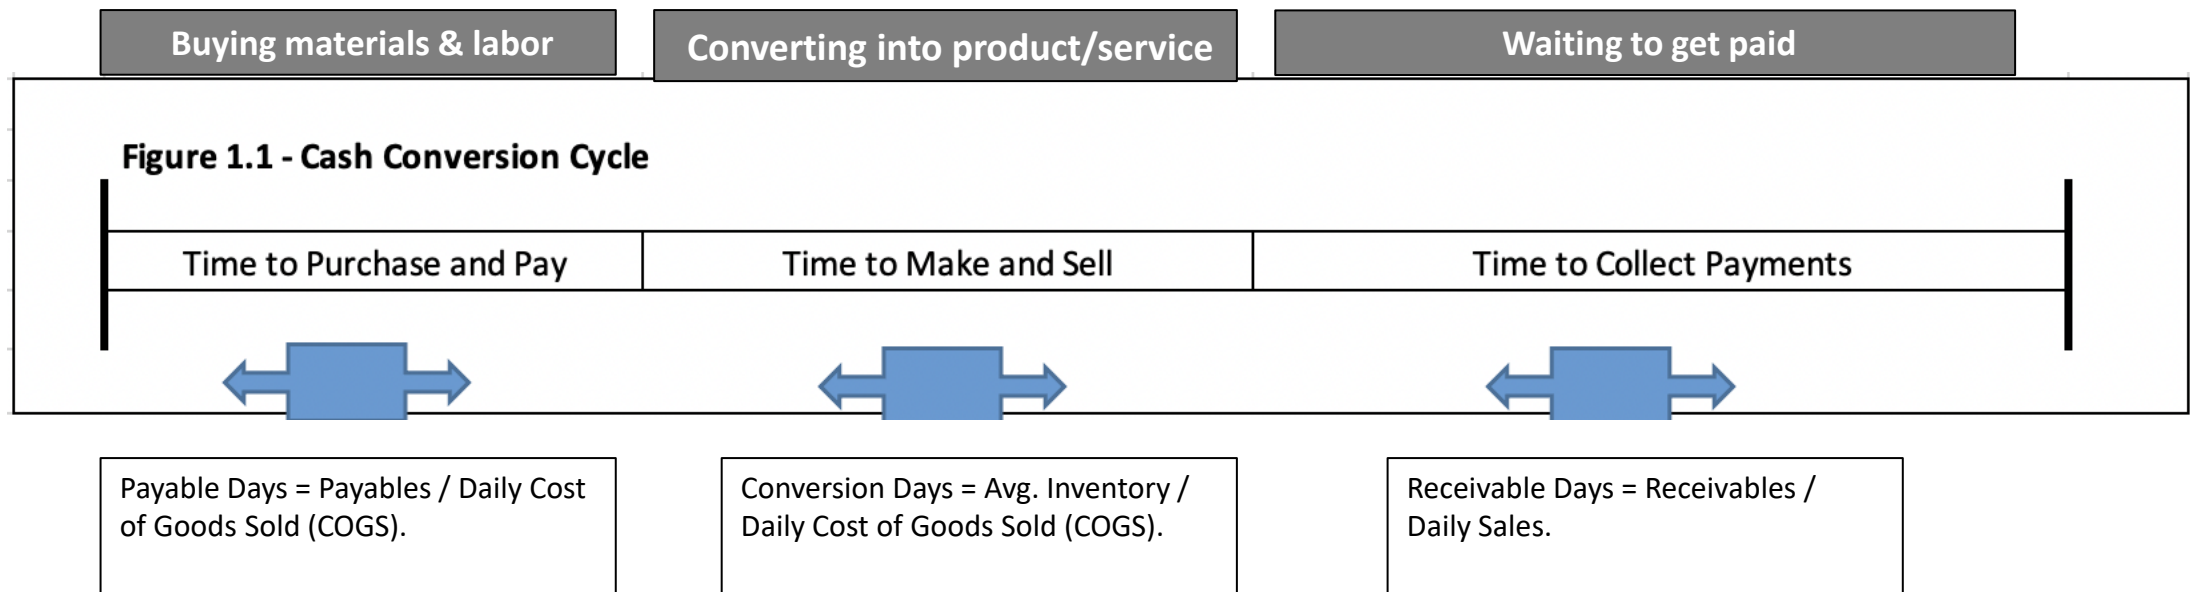 Buying materials & labor
Converting into product/service
Waiting to get paid
Figure 1.1 - Cash Conversion Cycle
Time to Purchase and Pay
Time to Make and Sell
Time to Collect Payments
Payable Days = Payables / Daily Cost
of Goods Sold (COGS).
Conversion Days = Avg. Inventory /
Daily Cost of Goods Sold (COGS).
Receivable Days = Receivables /
Daily Sales.